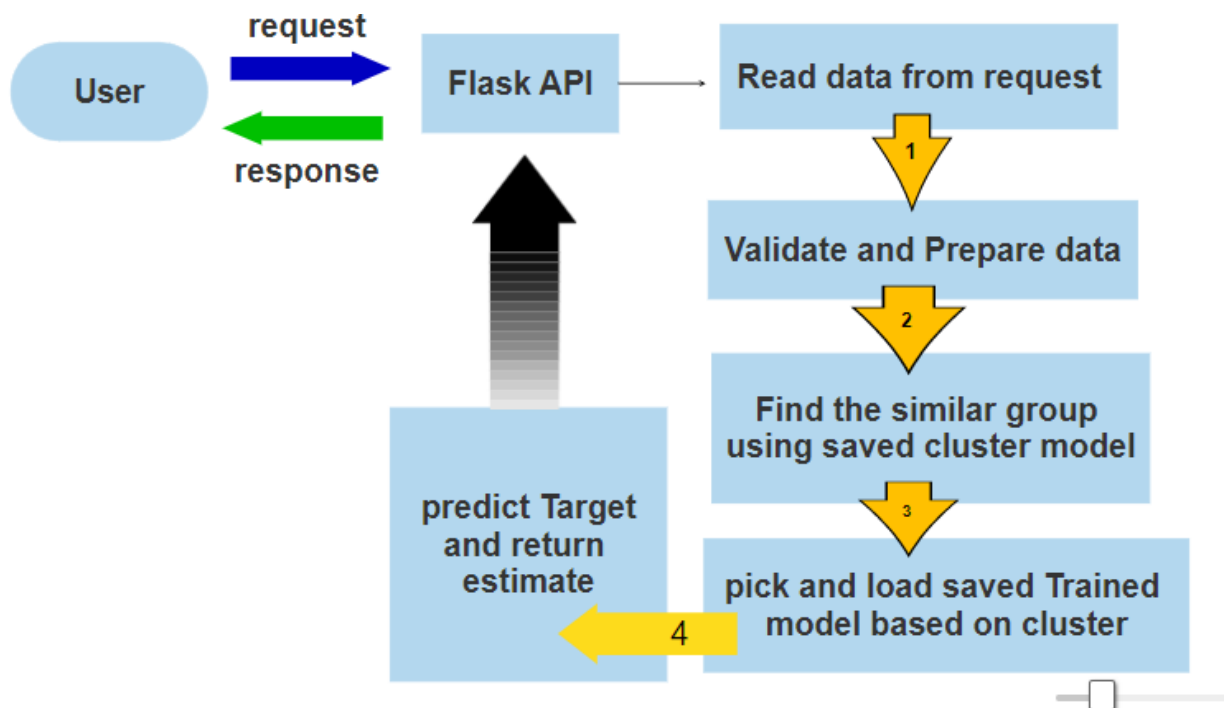 request
User
Flask API
Read data from request
response
1
Validate and Prepare data
2
Find the similar group
using saved cluster model
3
predict Target
and return
estimate
pick and load saved Trained
model based on cluster
4